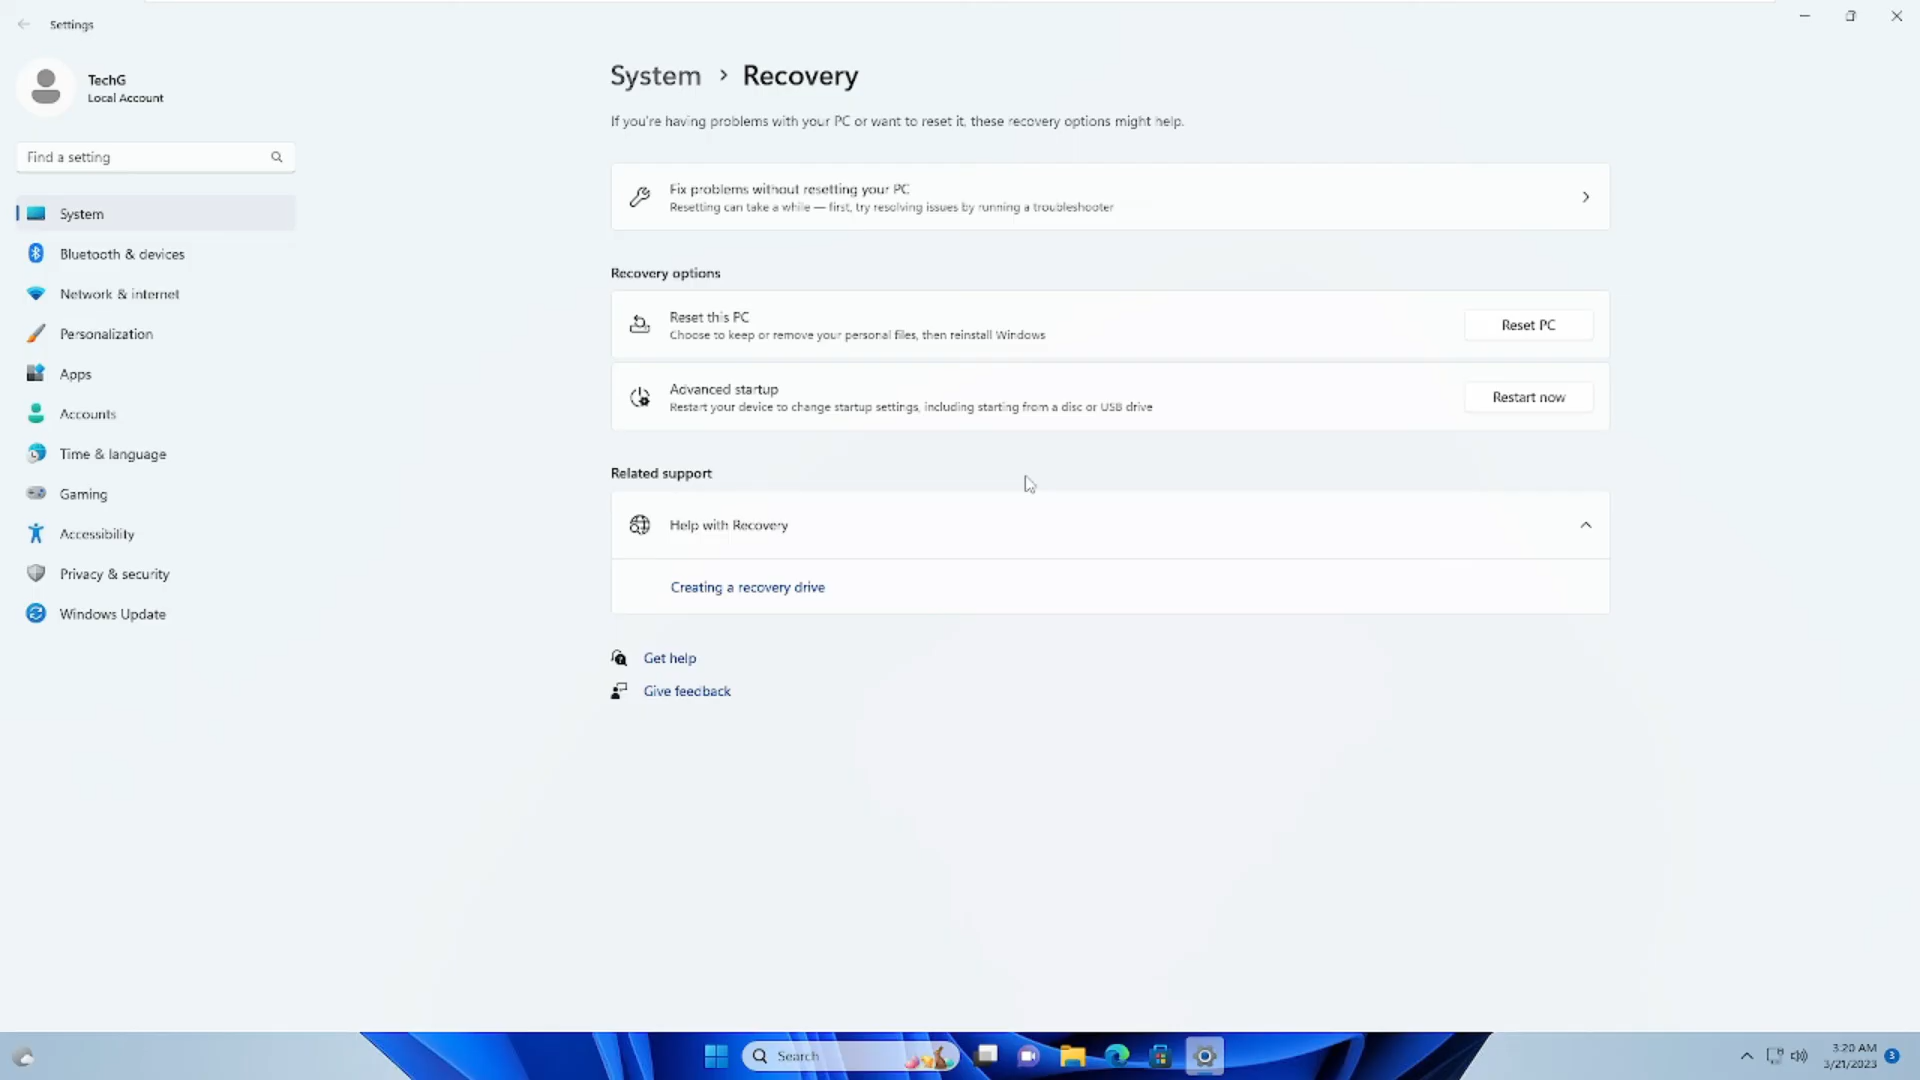 Settings
TechG
Local Account
Find a setting
System
Bluetooth & devices
Network & internet
Personalization
Apps
Accounts
Time & language
Gaming
Accessibility
Privacy & security
Windows Update
System > Recovery
If you're having problems with your PC or want to reset it, these recovery options might help.
Fix problems without resetting your PC
Resetting can take a while — first, try resolving issues by running a troubleshooter
Recovery options
Reset this PC
Choose to keep or remove your personal files, then reinstall Windows
Reset PC
Advanced startup
Restart your device to change startup settings, including starting from a disc or USB drive
Restart now
Related support
Help with Recovery
Creating a recovery drive
Get help
Give feedback
Search
3:20 AM
3/21/2023
3